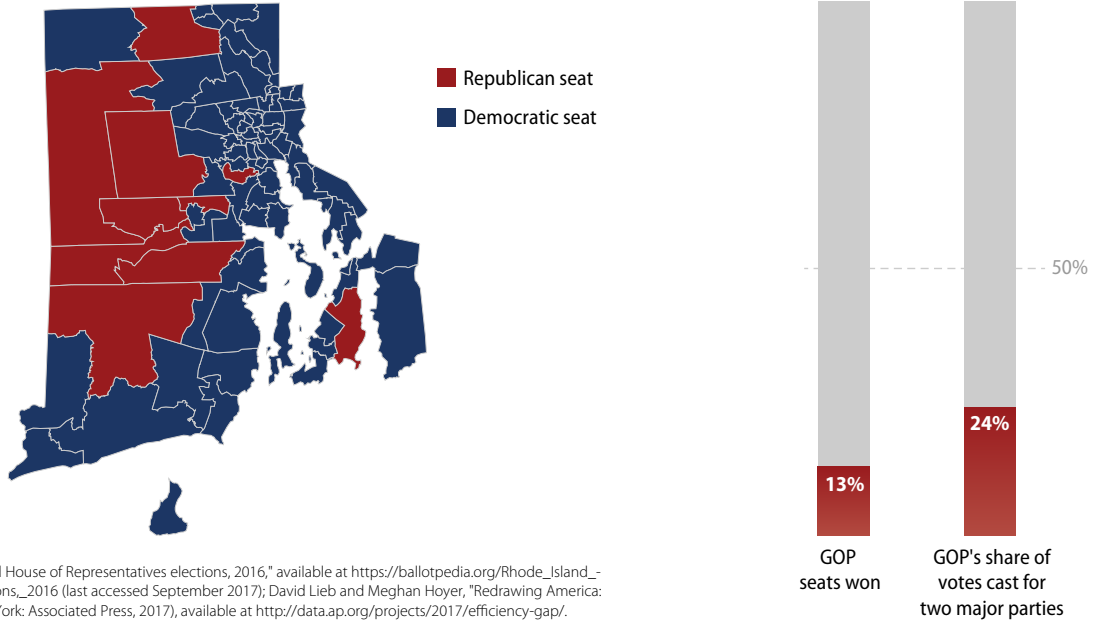 Republican seat
Democratic seat
50%
24%
13%
GOP
seats won
GOP's share of
votes cast for
two major parties
House of Representatives elections, 2016," available at https://ballotpedia.org/Rhode_Island_-
ons,_2016 (last accessed September 2017); David Lieb and Meghan Hoyer, "Redrawing America:
ork: Associated Press, 2017), available at http://data.ap.org/projects/2017/efficiency-gap/.